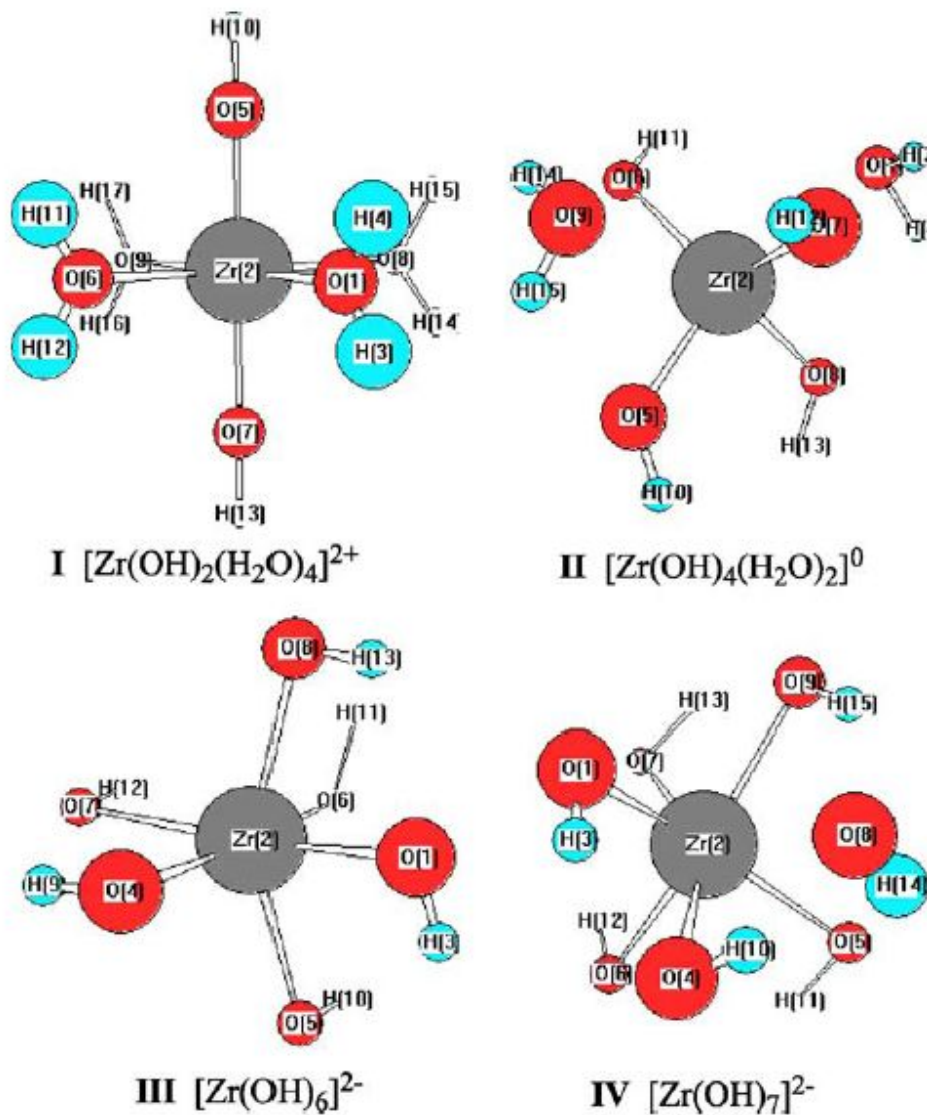 H(10)
O(5)
H(17)
H(15)
H(11)
H(4)
O(9)
O(8)
O(6)
Zr(2)
O(1)
H(16)
H(14)
H(12)
H(3)
O(7)
H(13)
I [Zr(OH)₂(H₂O)₄]²⁺
H(11)
H(14)
O(6)
O(9)
H(12)
O(7)
Zr(2)
H(15)
O(8)
O(5)
H(13)
H(10)
II [Zr(OH)₄(H₂O)₂]⁰
O(8)
H(13)
H(11)
H(12)
O(7)
O(6)
Zr(2)
O(1)
H(9)
O(4)
H(3)
H(10)
O(5)
III [Zr(OH)₆]²⁻
O(9)
H(13)
H(15)
O(7)
O(1)
O(8)
H(3)
Zr(2)
H(14)
H(12)
H(10)
O(5)
O(6)
O(4)
H(11)
IV [Zr(OH)₇]²⁻